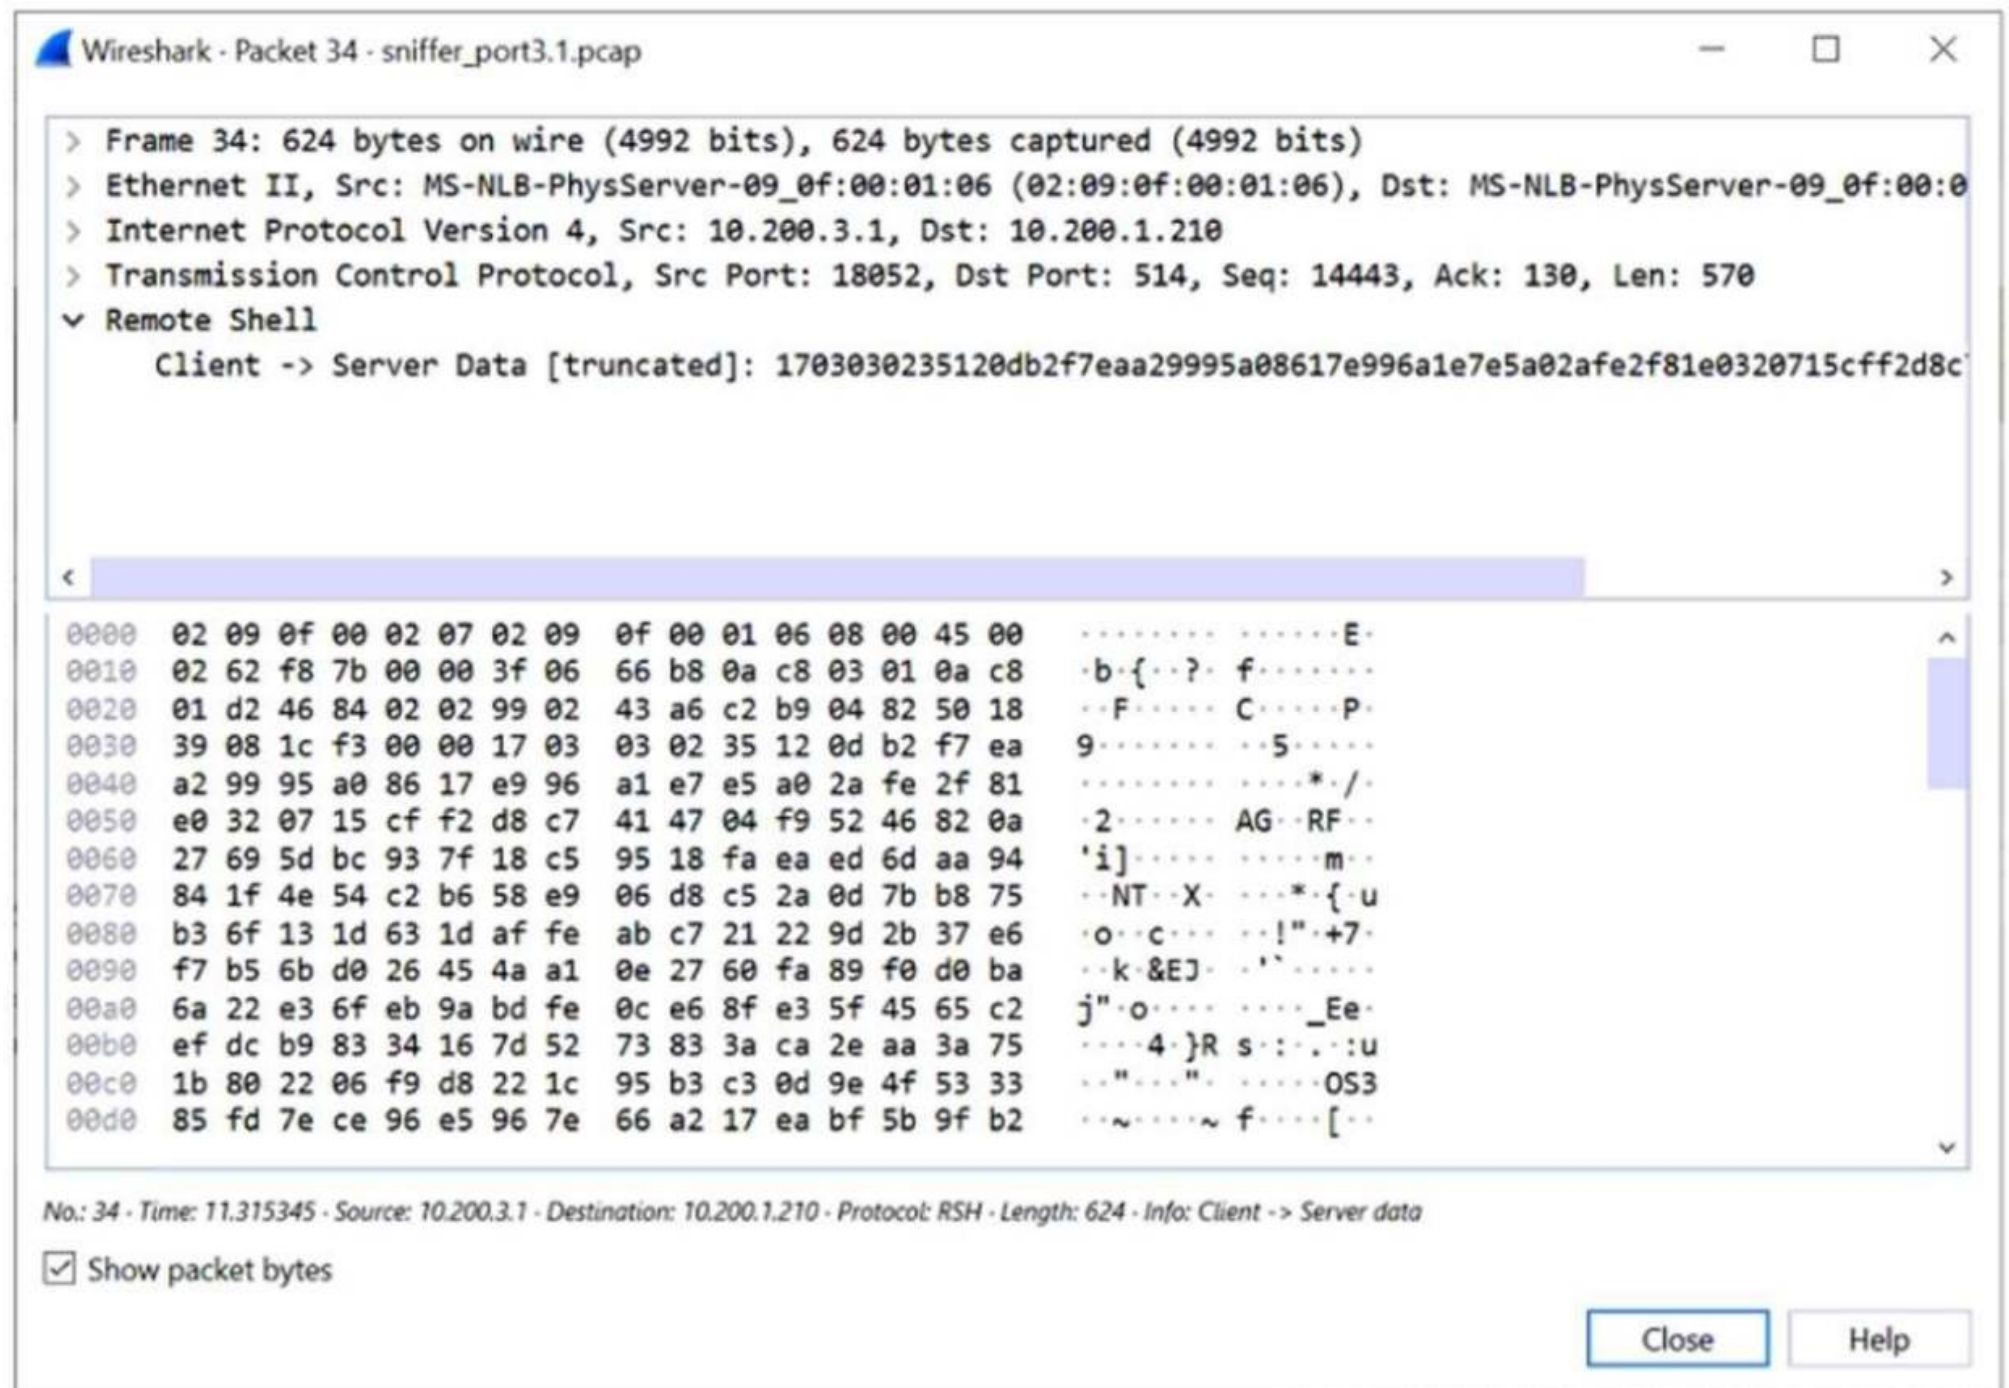 Wireshark · Packet 34 · sniffer_port3.1.pcap
Frame 34: 624 bytes on wire (4992 bits), 624 bytes captured (4992 bits)
Ethernet II, Src: MS-NLB-PhysServer-09_0f:00:01:06 (02:09:0f:00:01:06), Dst: MS-NLB-PhysServer-09_0f:00:0
Internet Protocol Version 4, Src: 10.200.3.1, Dst: 10.200.1.210
Transmission Control Protocol, Src Port: 18052, Dst Port: 514, Seq: 14443, Ack: 130, Len: 570
Remote Shell
Client -> Server Data [truncated]: 1703030235120db2f7eaa29995a08617e996a1e7e5a02afe2f81e0320715cff2d8c
0000 02 09 0f 00 02 07 02 09 0f 00 01 06 08 00 45 00 ········ ······E·
0010 02 62 f8 7b 00 00 3f 06 66 b8 0a c8 03 01 0a c8 ·b·{··?· f·······
0020 01 d2 46 84 02 02 99 02 43 a6 c2 b9 04 82 50 18 ··F····· C·····P·
0030 39 08 1c f3 00 00 17 03 03 02 35 12 0d b2 f7 ea 9······· ··5·····
0040 a2 99 95 a0 86 17 e9 96 a1 e7 e5 a0 2a fe 2f 81 ········ ····*·/·
0050 e0 32 07 15 cf f2 d8 c7 41 47 04 f9 52 46 82 0a ·2······ AG··RF··
0060 27 69 5d bc 93 7f 18 c5 95 18 fa ea ed 6d aa 94 'i]····· ·····m··
0070 84 1f 4e 54 c2 b6 58 e9 06 d8 c5 2a 0d 7b b8 75 ··NT··X· ···*·{·u
0080 b3 6f 13 1d 63 1d af fe ab c7 21 22 9d 2b 37 e6 ·o··c··· ··!"·+7·
0090 f7 b5 6b d0 26 45 4a a1 0e 27 60 fa 89 f0 d0 ba ··k·&EJ· ·'`·····
00a0 6a 22 e3 6f eb 9a bd fe 0c e6 8f e3 5f 45 65 c2 j"·o···· ····_Ee·
00b0 ef dc b9 83 34 16 7d 52 73 83 3a ca 2e aa 3a 75 ····4·}R s·:·.·:u
00c0 1b 80 22 06 f9 d8 22 1c 95 b3 c3 0d 9e 4f 53 33 ··"···"· ·····OS3
00d0 85 fd 7e ce 96 e5 96 7e 66 a2 17 ea bf 5b 9f b2 ··~····~ f····[··
No.: 34 · Time: 11.315345 · Source: 10.200.3.1 · Destination: 10.200.1.210 · Protocol: RSH · Length: 624 · Info: Client -> Server data
Show packet bytes
Close Help